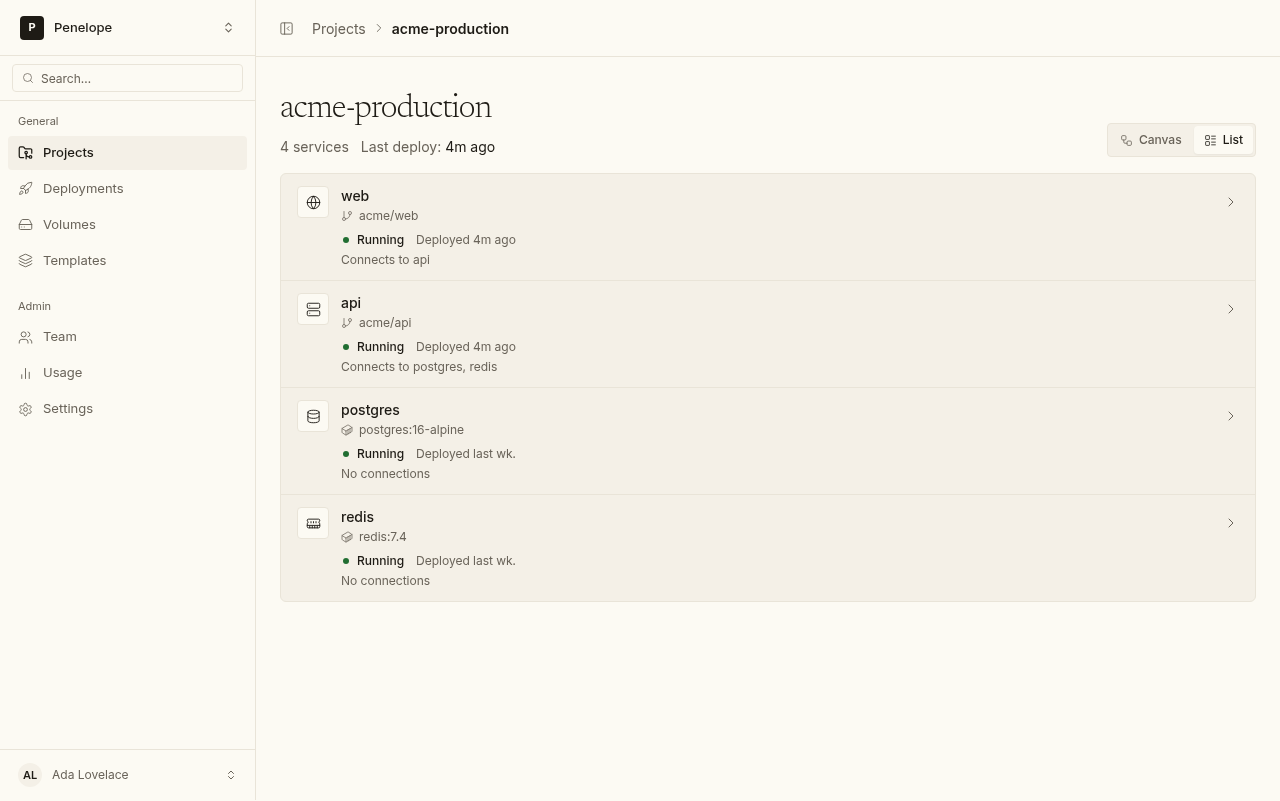 P Penelope
Search...
General
Projects
Deployments
Volumes
Templates
Admin
Team
Usage
Settings
AL Ada Lovelace
Projects > acme-production
acme-production
4 services Last deploy: 4m ago
Canvas List
web
acme/web
Running Deployed 4m ago
Connects to api
api
acme/api
Running Deployed 4m ago
Connects to postgres, redis
postgres
postgres:16-alpine
Running Deployed last wk.
No connections
redis
redis:7.4
Running Deployed last wk.
No connections